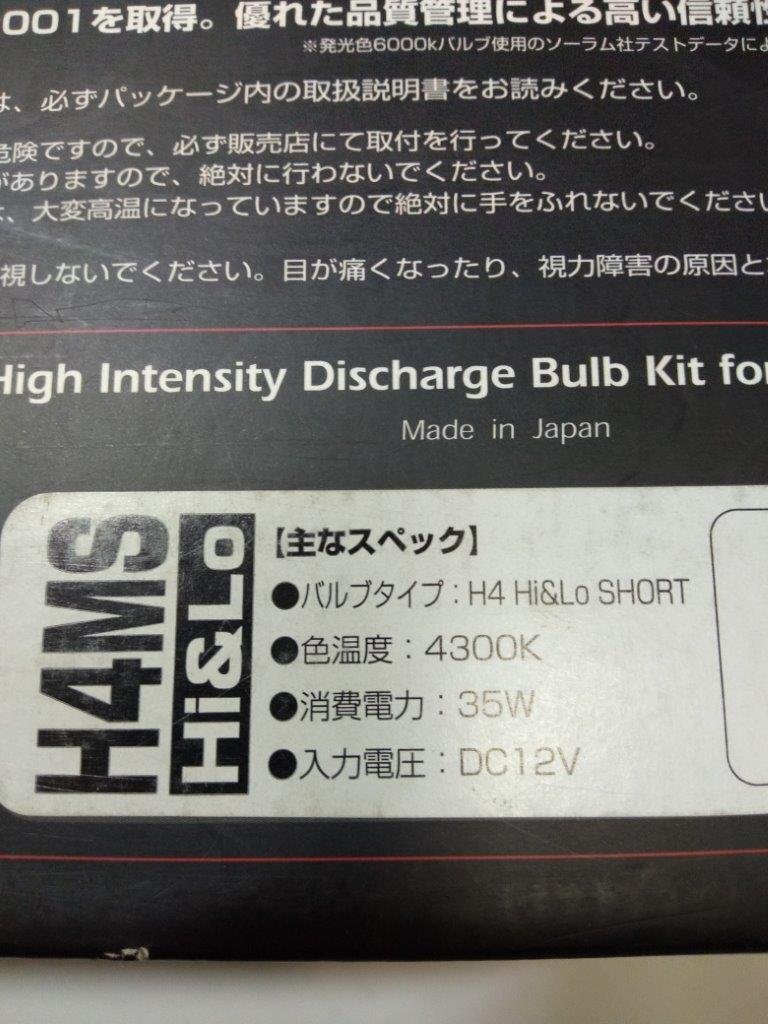 001を取得。優れた品質管理による高い信頼性
※発光色6000kバルブ使用のソーラム社テストデータによ
は、必ずパッケージ内の取扱説明書をお読みください。
危険ですので、必ず販売店にて取付を行ってください。
がありますので、絶対に行わないでください。
は、大変高温になっていますので絶対に手をふれないでください
視しないでください。目が痛くなったり、視力障害の原因と
High Intensity Discharge Bulb Kit for
Made in Japan
H4MS
Hi&Lo
【主なスペック】
●バルブタイプ：H4 Hi&Lo SHORT
●色温度：4300K
●消費電力：35W
●入力電圧：DC12V